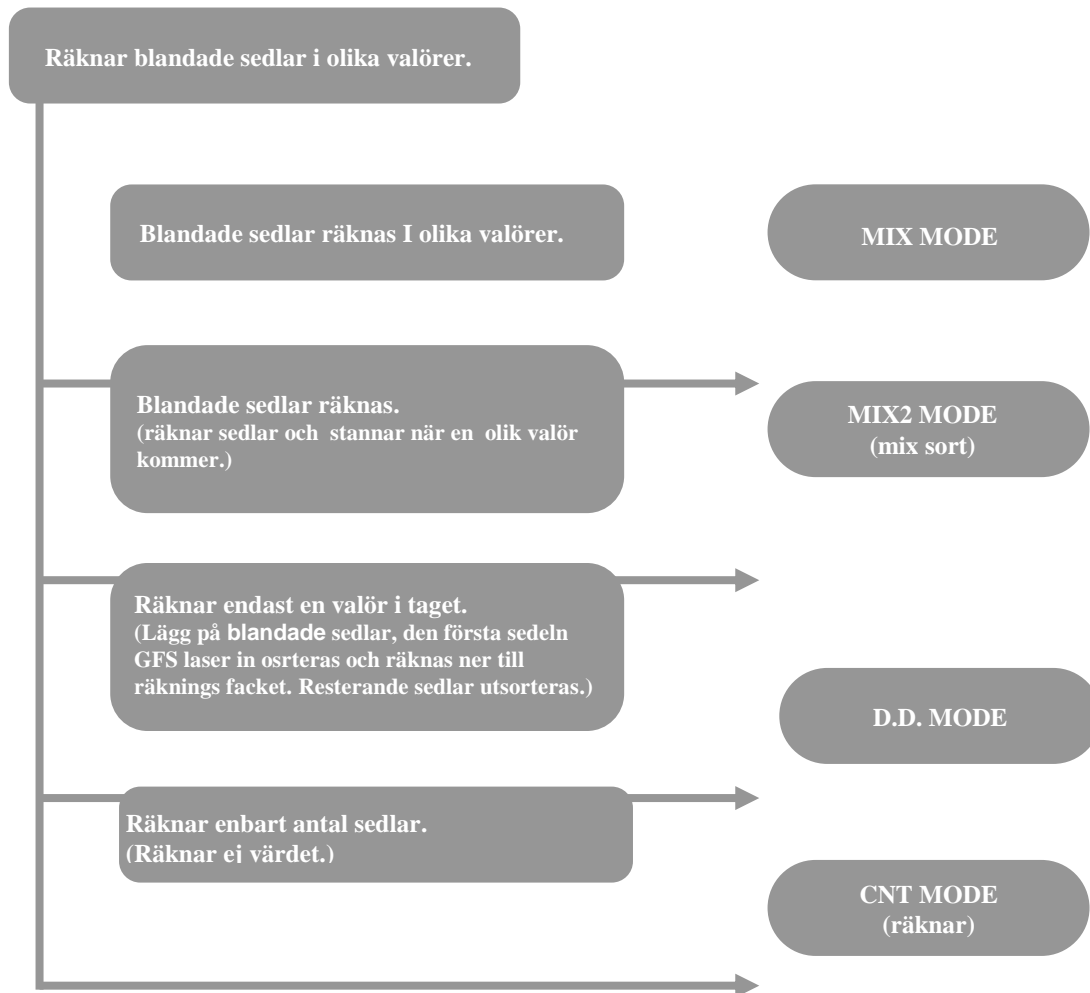 Räknar blandade sedlar i olika valörer.
Blandade sedlar räknas I olika valörer.
MIX MODE
Blandade sedlar räknas.
(räknar sedlar och stannar när en olik valör
kommer.)
MIX2 MODE
(mix sort)
Räknar endast en valör i taget.
(Lägg på blandade sedlar, den första sedeln
GFS laser in osrteras och räknas ner till
räknings facket. Resterande sedlar utsorteras.)
D.D. MODE
Räknar enbart antal sedlar.
(Räknar ej värdet.)
CNT MODE
(räknar)